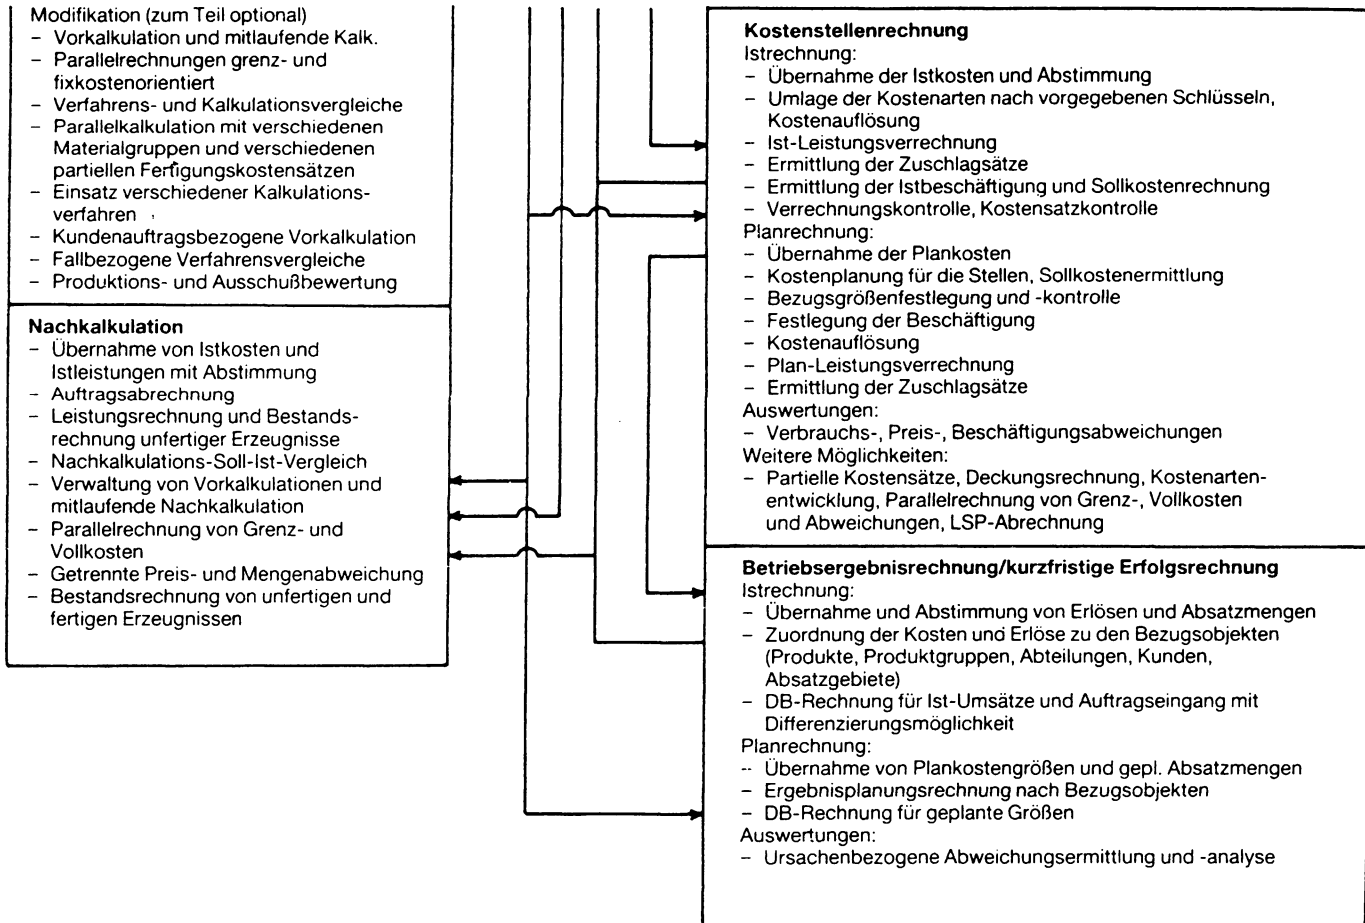 Modifikation (zum Teil optional)
– Vorkalkulation und mitlaufende Kalk.
– Parallelrechnungen grenz- und
fixkostenorientiert
– Verfahrens- und Kalkulationsvergleiche
– Parallelkalkulation mit verschiedenen
Materialgruppen und verschiedenen
partiellen Fertigungskostensätzen
– Einsatz verschiedener Kalkulations-
verfahren
– Kundenauftragsbezogene Vorkalkulation
– Fallbezogene Verfahrensvergleiche
– Produktions- und Ausschußbewertung
Nachkalkulation
– Übernahme von Istkosten und
Istleistungen mit Abstimmung
– Auftragsabrechnung
– Leistungsrechnung und Bestands-
rechnung unfertiger Erzeugnisse
– Nachkalkulations-Soll-Ist-Vergleich
– Verwaltung von Vorkalkulationen und
mitlaufende Nachkalkulation
– Parallelrechnung von Grenz- und
Vollkosten
– Getrennte Preis- und Mengenabweichung
– Bestandsrechnung von unfertigen und
fertigen Erzeugnissen
Kostenstellenrechnung
Istrechnung:
– Übernahme der Istkosten und Abstimmung
– Umlage der Kostenarten nach vorgegebenen Schlüsseln,
Kostenauflösung
– Ist-Leistungsverrechnung
– Ermittlung der Zuschlagsätze
– Ermittlung der Istbeschäftigung und Sollkostenrechnung
– Verrechnungskontrolle, Kostensatzkontrolle
Planrechnung:
– Übernahme der Plankosten
– Kostenplanung für die Stellen, Sollkostenermittlung
– Bezugsgrößenfestlegung und -kontrolle
– Festlegung der Beschäftigung
– Kostenauflösung
– Plan-Leistungsverrechnung
– Ermittlung der Zuschlagsätze
Auswertungen:
– Verbrauchs-, Preis-, Beschäftigungsabweichungen
Weitere Möglichkeiten:
– Partielle Kostensätze, Deckungsrechnung, Kostenarten-
entwicklung, Parallelrechnung von Grenz-, Vollkosten
und Abweichungen, LSP-Abrechnung
Betriebsergebnisrechnung/kurzfristige Erfolgsrechnung
Istrechnung:
– Übernahme und Abstimmung von Erlösen und Absatzmengen
– Zuordnung der Kosten und Erlöse zu den Bezugsobjekten
(Produkte, Produktgruppen, Abteilungen, Kunden,
Absatzgebiete)
– DB-Rechnung für Ist-Umsätze und Auftragseingang mit
Differenzierungsmöglichkeit
Planrechnung:
-- Übernahme von Plankostengrößen und gepl. Absatzmengen
– Ergebnisplanungsrechnung nach Bezugsobjekten
– DB-Rechnung für geplante Größen
Auswertungen:
– Ursachenbezogene Abweichungsermittlung und -analyse